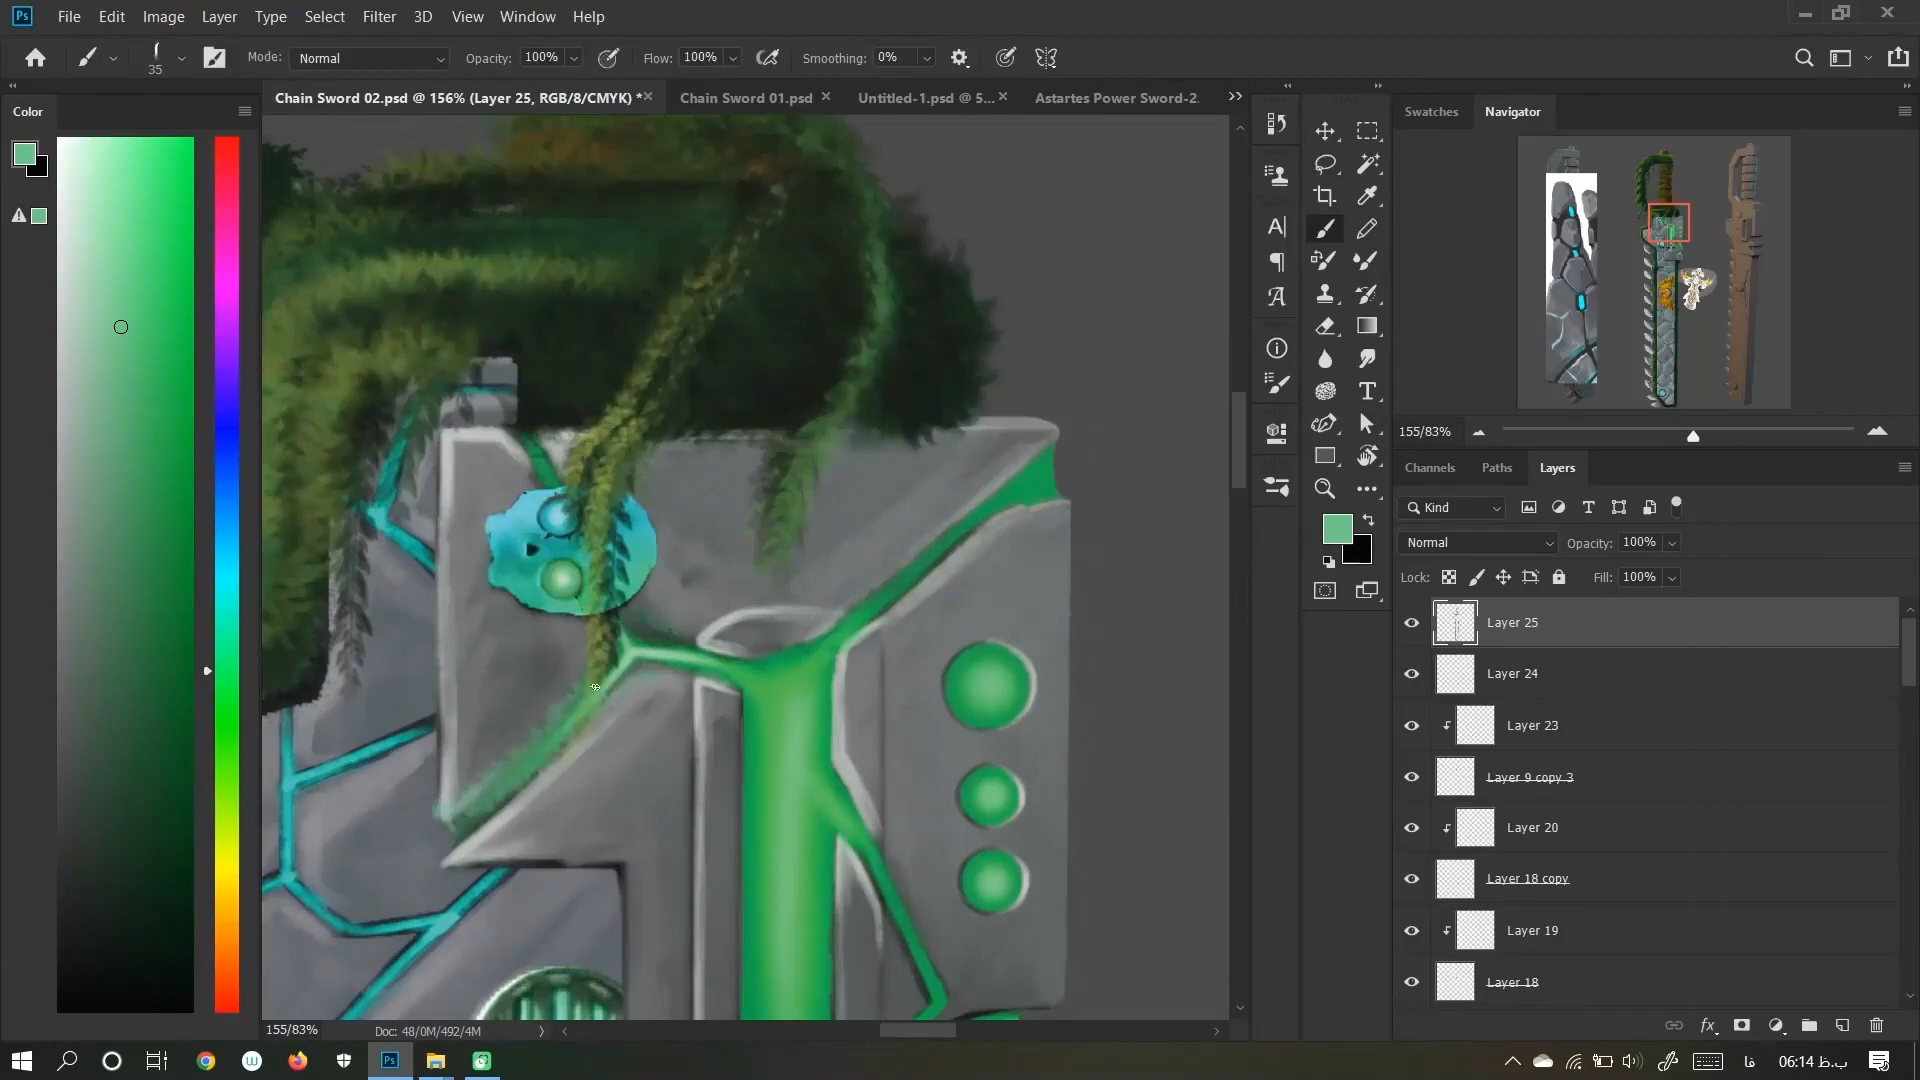 Ps File Edit Image Layer Type Select Filter 3D View Window Help
35 Mode: Normal Opacity: 100% Flow: 100% Smoothing: 0%
Color
Chain Sword 02.psd @ 156% (Layer 25, RGB/8/CMYK) * Chain Sword 01.psd Untitled-1.psd @ 5... Astartes Power Sword-2.
Swatches Navigator
155/83%
Channels Paths Layers
Kind
Normal Opacity: 100%
Lock: Fill: 100%
Layer 25
Layer 24
Layer 23
Layer 9 copy 3
Layer 20
Layer 18 copy
Layer 19
Layer 18
155/83% Doc: 48/0M/492/4M
Ps فا 06:14 ب.ظ